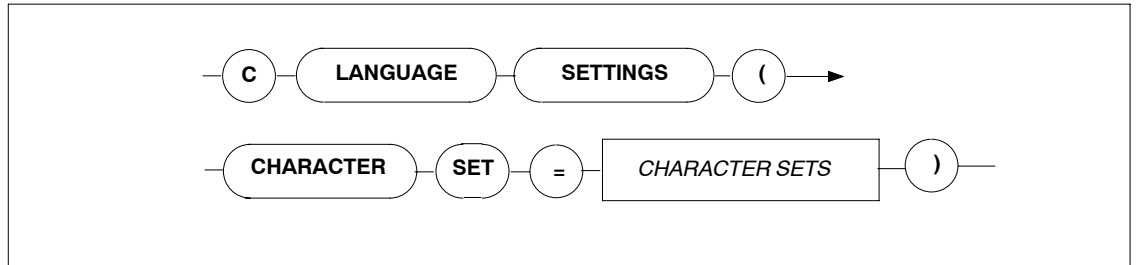 C LANGUAGE SETTINGS (
CHARACTER SET = CHARACTER SETS )